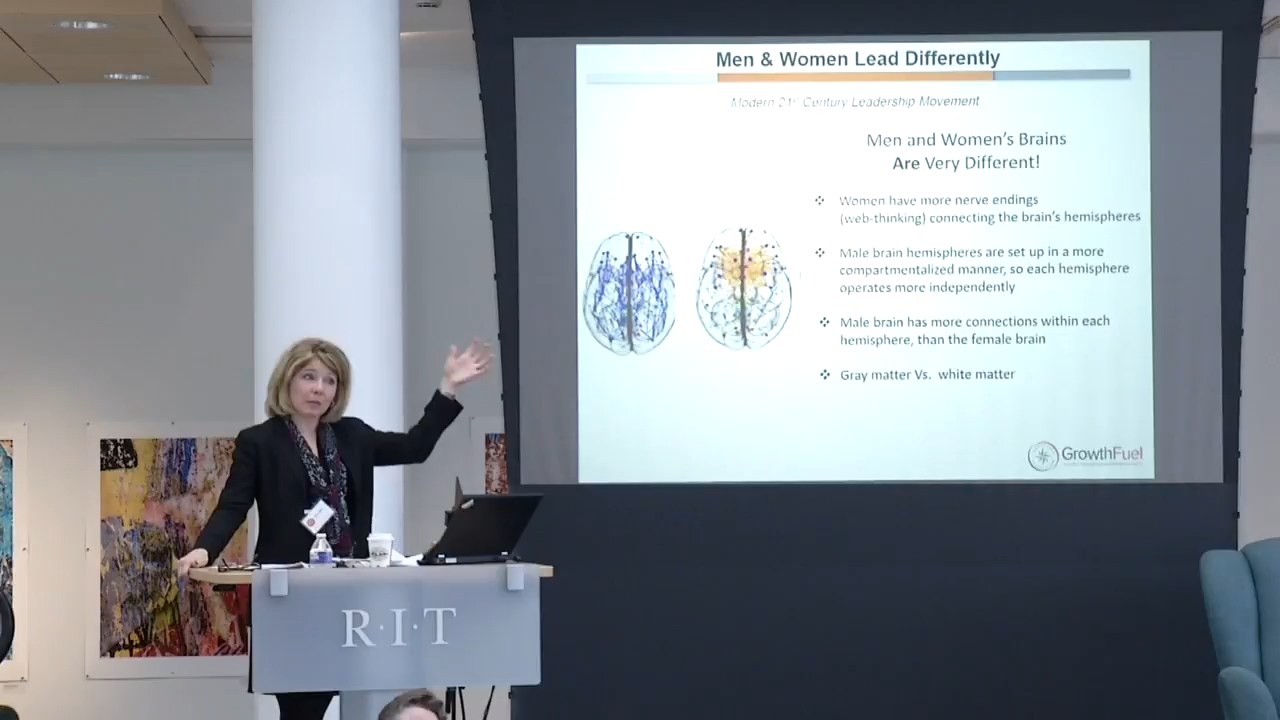 Men & Women Lead Differently
Modern 21st Century Leadership Movement
Men and Women's Brains
Are Very Different!
❖ Women have more nerve endings
(web-thinking) connecting the brain's hemispheres
❖ Male brain hemispheres are set up in a more
compartmentalized manner, so each hemisphere
operates more independently
❖ Male brain has more connections within each
hemisphere, than the female brain
❖ Gray matter Vs. white matter
GrowthFuel
R·I·T